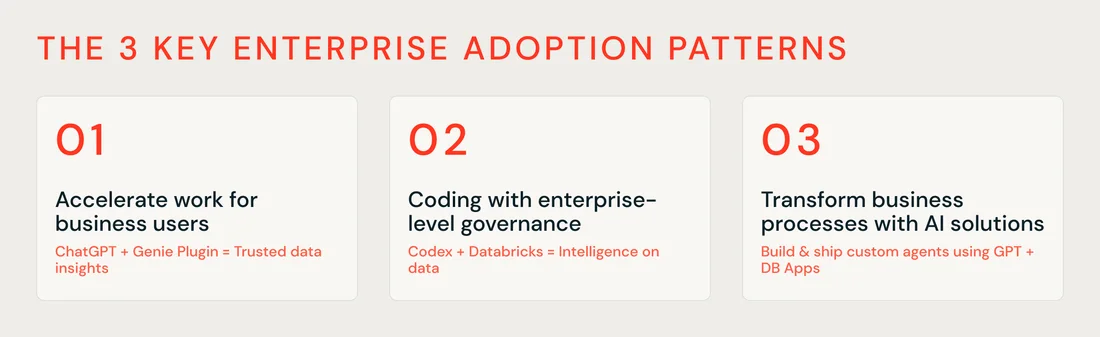 THE 3 KEY ENTERPRISE ADOPTION PATTERNS
01
Accelerate work for
business users
ChatGPT + Genie Plugin = Trusted data
insights
02
Coding with enterprise-
level governance
Codex + Databricks = Intelligence on
data
03
Transform business
processes with AI solutions
Build & ship custom agents using GPT +
DB Apps